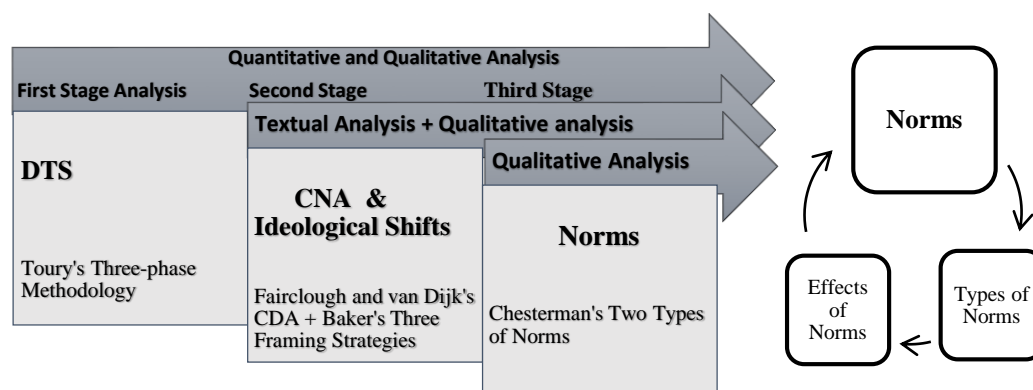 Quantitative and Qualitative Analysis
First Stage Analysis
Second Stage
Third Stage
Textual Analysis + Qualitative analysis
Qualitative Analysis
DTS
Toury's Three-phase
Methodology
CNA &
Ideological Shifts
Fairclough and van Dijk's
CDA + Baker's Three
Framing Strategies
Norms
Chesterman's Two Types
of Norms
Norms
Types of
Norms
Effects
of
Norms